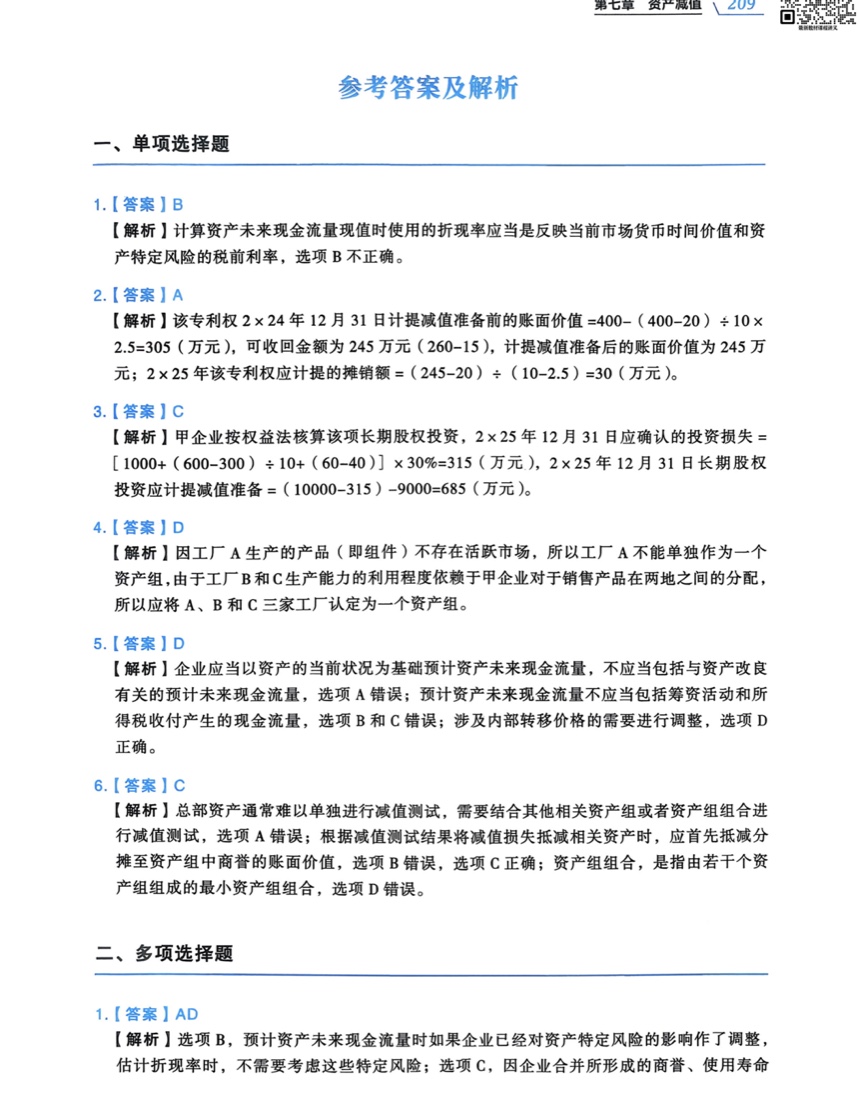 第七章 资产减值 209
参考答案及解析
一、单项选择题
1.【答案】B
【解析】计算资产未来现金流量现值时使用的折现率应当是反映当前市场货币时间价值和资
产特定风险的税前利率，选项 B 不正确。
2.【答案】A
【解析】该专利权 2×24 年 12 月 31 日计提减值准备前的账面价值 =400-（400-20）÷10×
2.5=305（万元），可收回金额为 245 万元（260-15），计提减值准备后的账面价值为 245 万
元；2×25 年该专利权应计提的摊销额 =（245-20）÷（10-2.5）=30（万元）。
3.【答案】C
【解析】甲企业按权益法核算该项长期股权投资，2×25 年 12 月 31 日应确认的投资损失 =
［1000+（600-300）÷10+（60-40）］×30%=315（万元），2×25 年 12 月 31 日长期股权
投资应计提减值准备 =（10000-315）-9000=685（万元）。
4.【答案】D
【解析】因工厂 A 生产的产品（即组件）不存在活跃市场，所以工厂 A 不能单独作为一个
资产组，由于工厂 B 和 C 生产能力的利用程度依赖于甲企业对于销售产品在两地之间的分配，
所以应将 A、B 和 C 三家工厂认定为一个资产组。
5.【答案】D
【解析】企业应当以资产的当前状况为基础预计资产未来现金流量，不应当包括与资产改良
有关的预计未来现金流量，选项 A 错误；预计资产未来现金流量不应当包括筹资活动和所
得税收付产生的现金流量，选项 B 和 C 错误；涉及内部转移价格的需要进行调整，选项 D
正确。
6.【答案】C
【解析】总部资产通常难以单独进行减值测试，需要结合其他相关资产组或者资产组组合进
行减值测试，选项 A 错误；根据减值测试结果将减值损失抵减相关资产时，应首先抵减分
摊至资产组中商誉的账面价值，选项 B 错误，选项 C 正确；资产组组合，是指由若干个资
产组组成的最小资产组组合，选项 D 错误。
二、多项选择题
1.【答案】AD
【解析】选项 B，预计资产未来现金流量时如果企业已经对资产特定风险的影响作了调整，
估计折现率时，不需要考虑这些特定风险；选项 C，因企业合并所形成的商誉、使用寿命